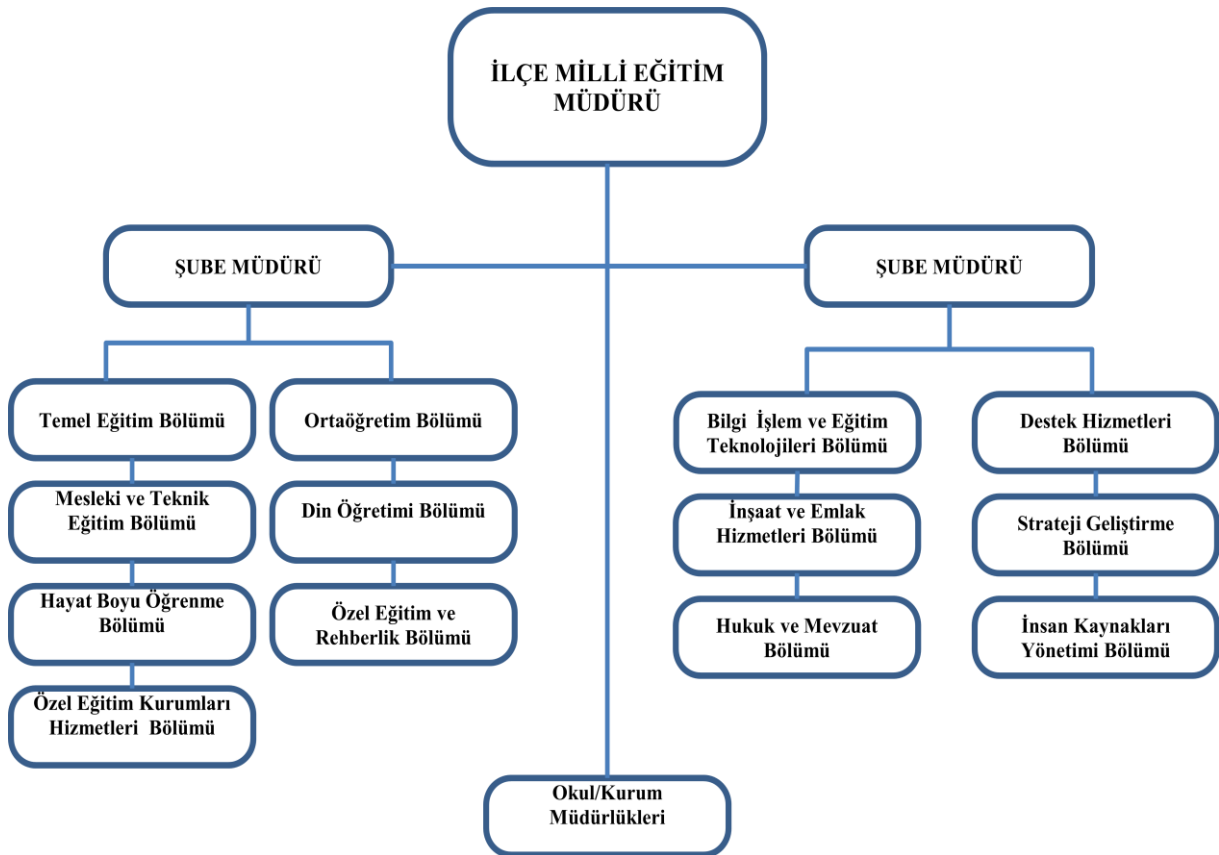 İLÇE MİLLİ EĞİTİM
MÜDÜRÜ
ŞUBE MÜDÜRÜ
ŞUBE MÜDÜRÜ
Temel Eğitim Bölümü
Mesleki ve Teknik
Eğitim Bölümü
Hayat Boyu Öğrenme
Bölümü
Özel Eğitim Kurumları
Hizmetleri Bölümü
Ortaöğretim Bölümü
Din Öğretimi Bölümü
Özel Eğitim ve
Rehberlik Bölümü
Bilgi İşlem ve Eğitim
Teknolojileri Bölümü
İnşaat ve Emlak
Hizmetleri Bölümü
Hukuk ve Mevzuat
Bölümü
Destek Hizmetleri
Bölümü
Strateji Geliştirme
Bölümü
İnsan Kaynakları
Yönetimi Bölümü
Okul/Kurum
Müdürlükleri